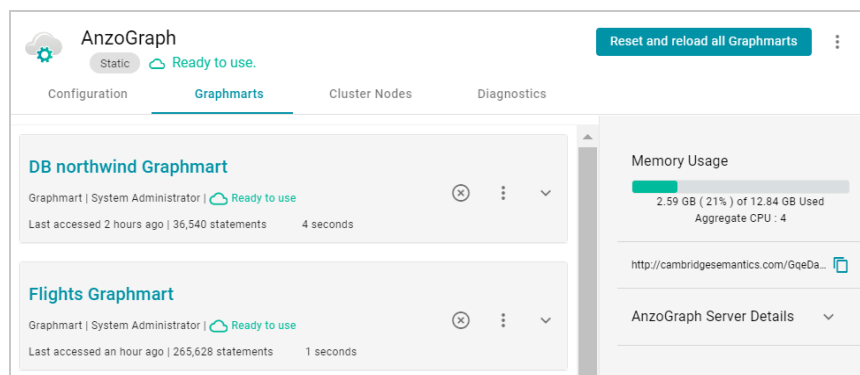 AnzoGraph
Static Ready to use.
Reset and reload all Graphmarts
Configuration Graphmarts Cluster Nodes Diagnostics
DB northwind Graphmart
Graphmart | System Administrator | Ready to use
Last accessed 2 hours ago | 36,540 statements 4 seconds
Flights Graphmart
Graphmart | System Administrator | Ready to use
Last accessed an hour ago | 265,628 statements 1 seconds
Memory Usage
2.59 GB ( 21% ) of 12.84 GB Used
Aggregate CPU : 4
http://cambridgesemantics.com/GqeDa...
AnzoGraph Server Details